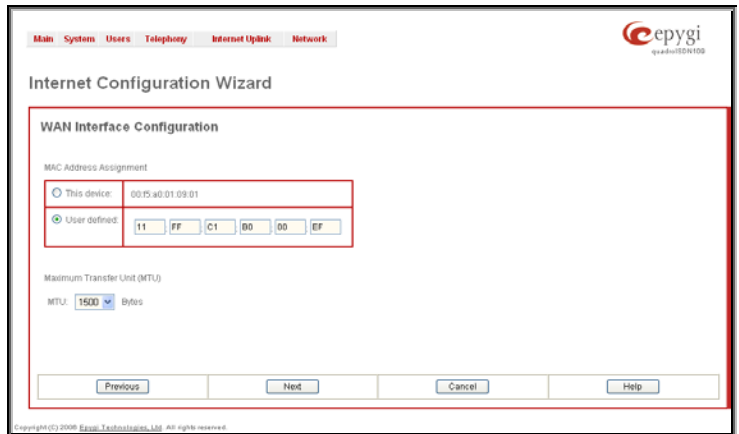 Main System Users Telephony Internet Uplink Network
epygi
quadroISDN109
Internet Configuration Wizard
WAN Interface Configuration
MAC Address Assignment
This device: 00:f5:a0:01:09:01
User defined: 11 : FF : C1 : B0 : 00 : EF
Maximum Transfer Unit (MTU)
MTU: 1500 Bytes
Previous Next Cancel Help
Copyright (C) 2006 Epygi Technologies, Ltd. All rights reserved.